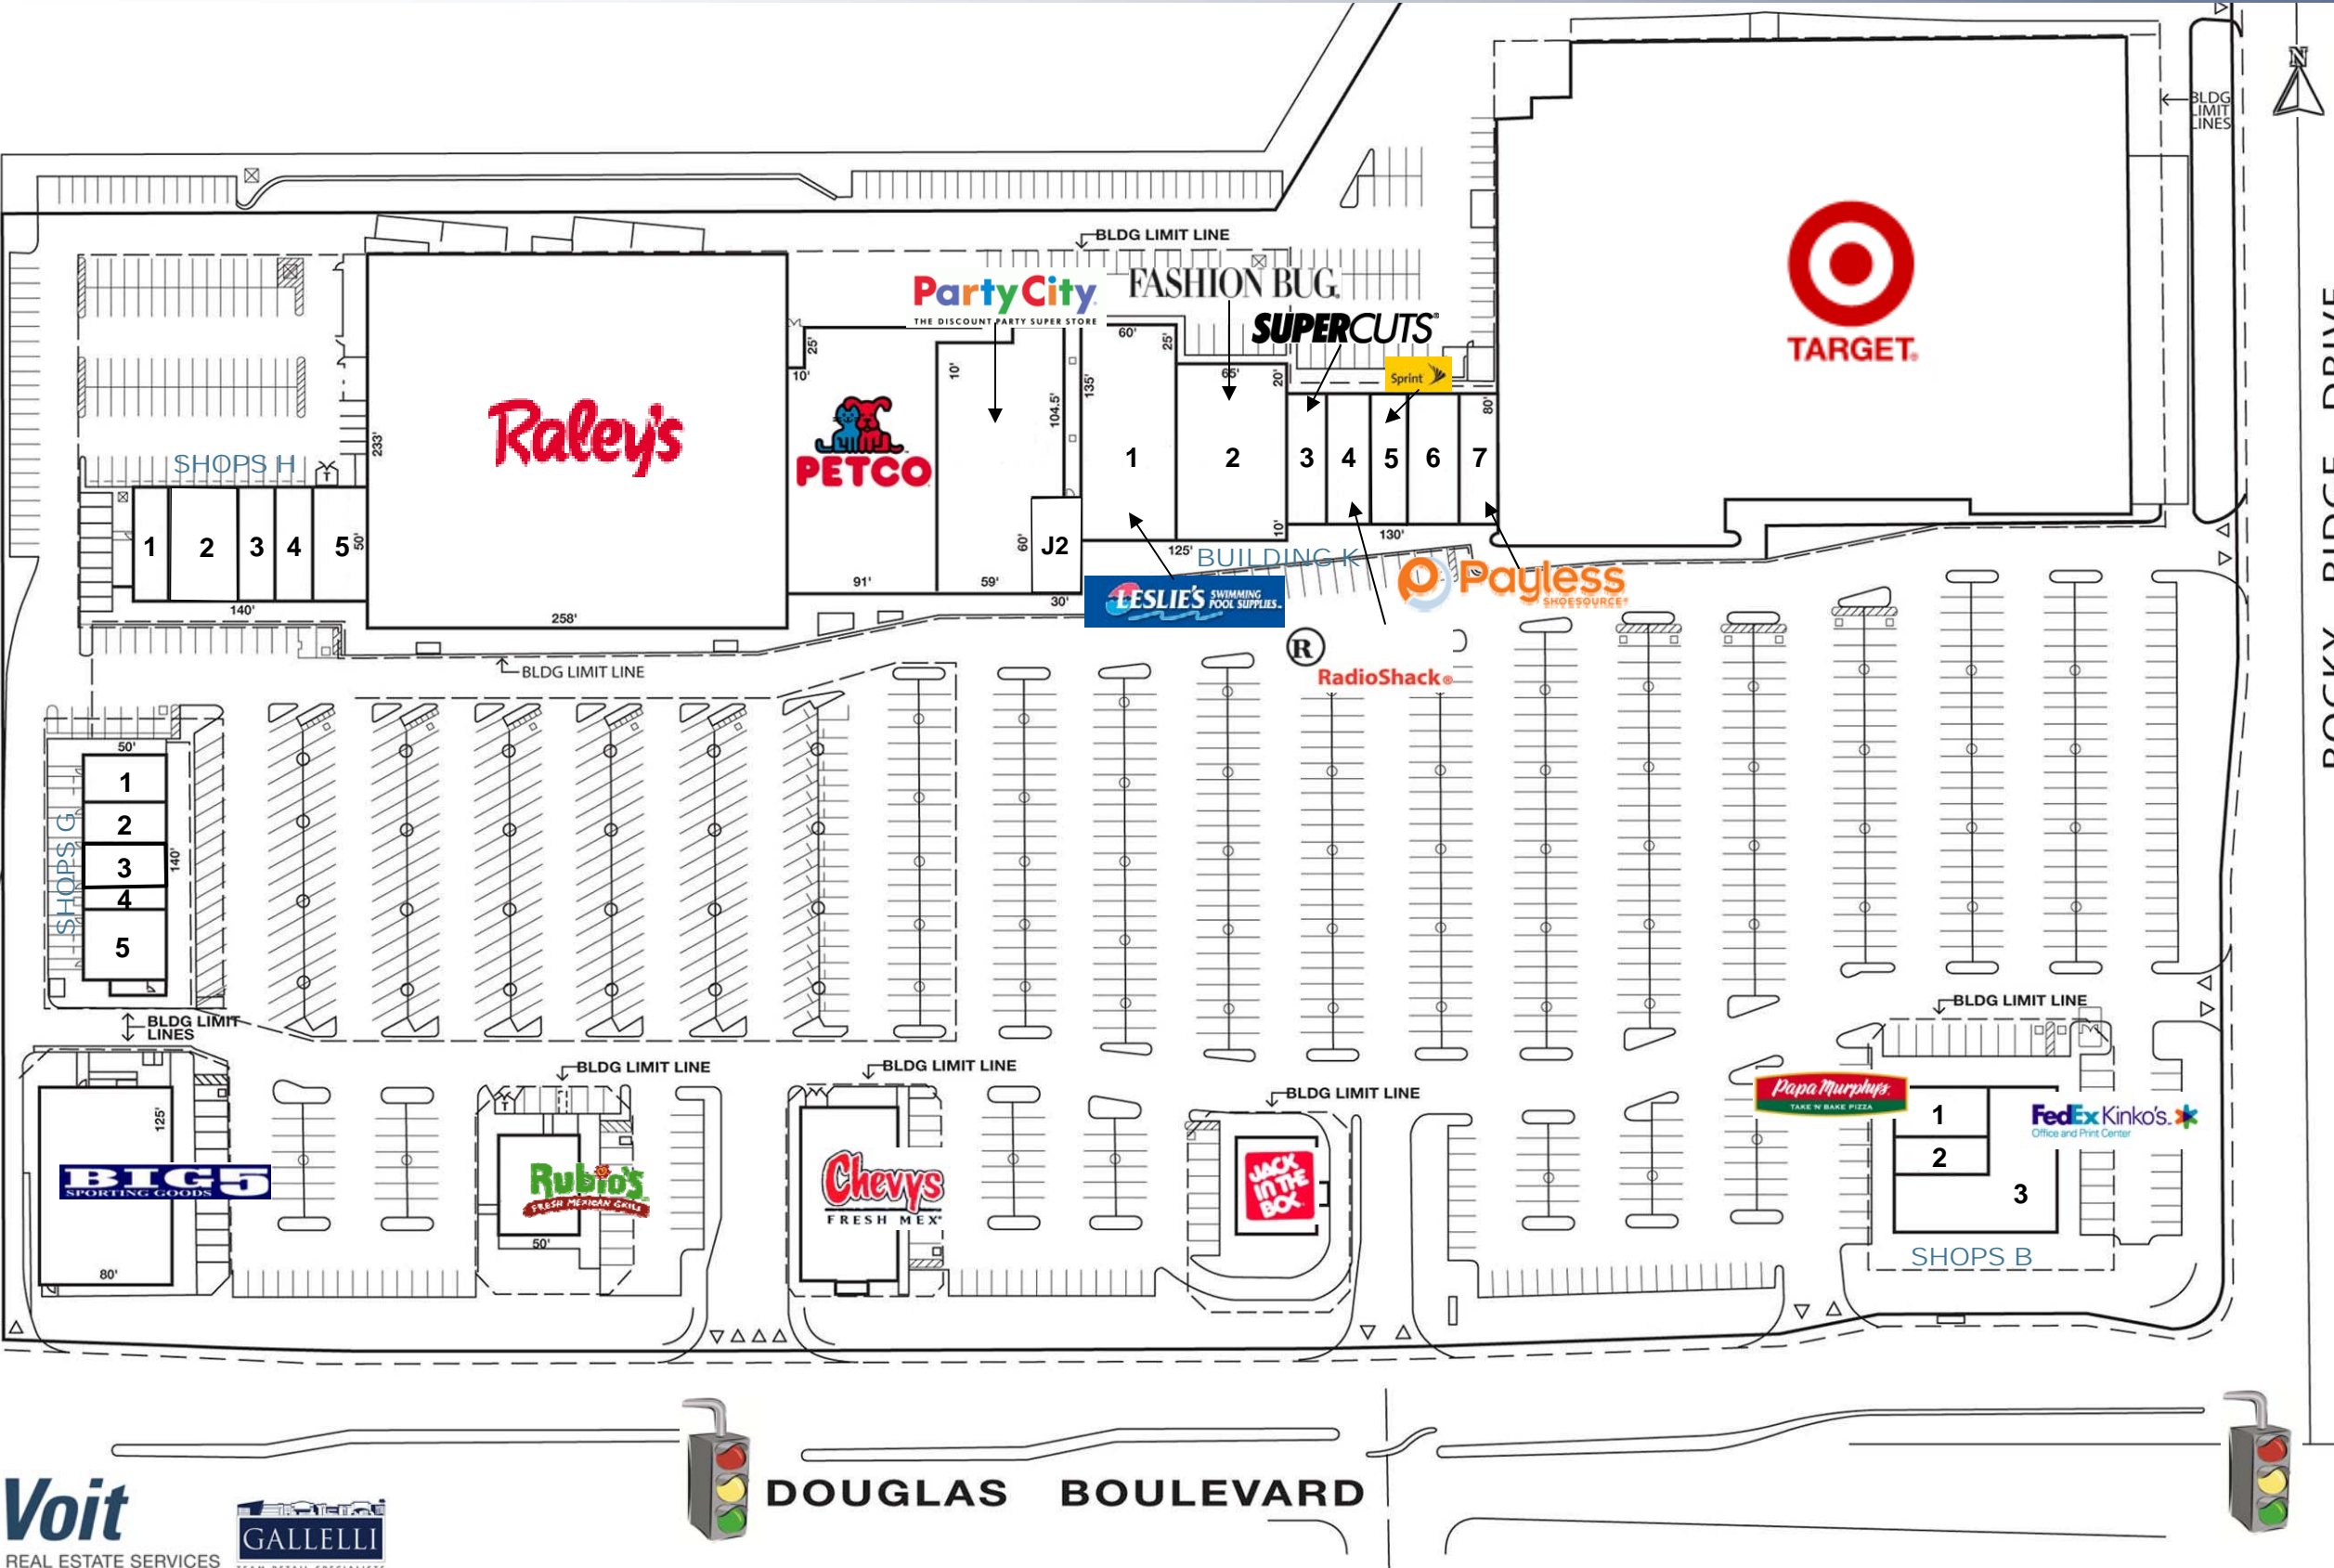 N
BLDG
LIMIT
LINES
ROCKY RIDGE DRIVE
TARGET
BLDG LIMIT LINE
PartyCity
THE DISCOUNT PARTY SUPER STORE
FASHION BUG
SUPERCUTS
Sprint
25'
10'
10'
60'
25'
135'
104.5'
65'
20'
80'
233'
Raley's
PETCO
1
2
3
4
5
6
7
SHOPS H
T
1
2
3
4
5
50'
140'
258'
91'
59'
60'
J2
30'
125'
10'
130'
BUILDING K
LESLIE'S SWIMMING
POOL SUPPLIES
Payless
SHOESOURCE
R
RadioShack
BLDG LIMIT LINE
50'
SHOPS G
140'
1
2
3
4
5
BLDG LIMIT
LINES
BLDG LIMIT LINE
BLDG LIMIT LINE
BLDG LIMIT LINE
BLDG LIMIT LINE
125'
BIG 5
SPORTING GOODS
80'
T
Rubio's
FRESH MEXICAN GRILL
50'
Chevys
FRESH MEX
JACK
IN THE
BOX
Papa Murphy's
TAKE 'N' BAKE PIZZA
FedEx Kinko's
Office and Print Center
1
2
3
SHOPS B
DOUGLAS BOULEVARD
Voit
REAL ESTATE SERVICES
GALLELLI